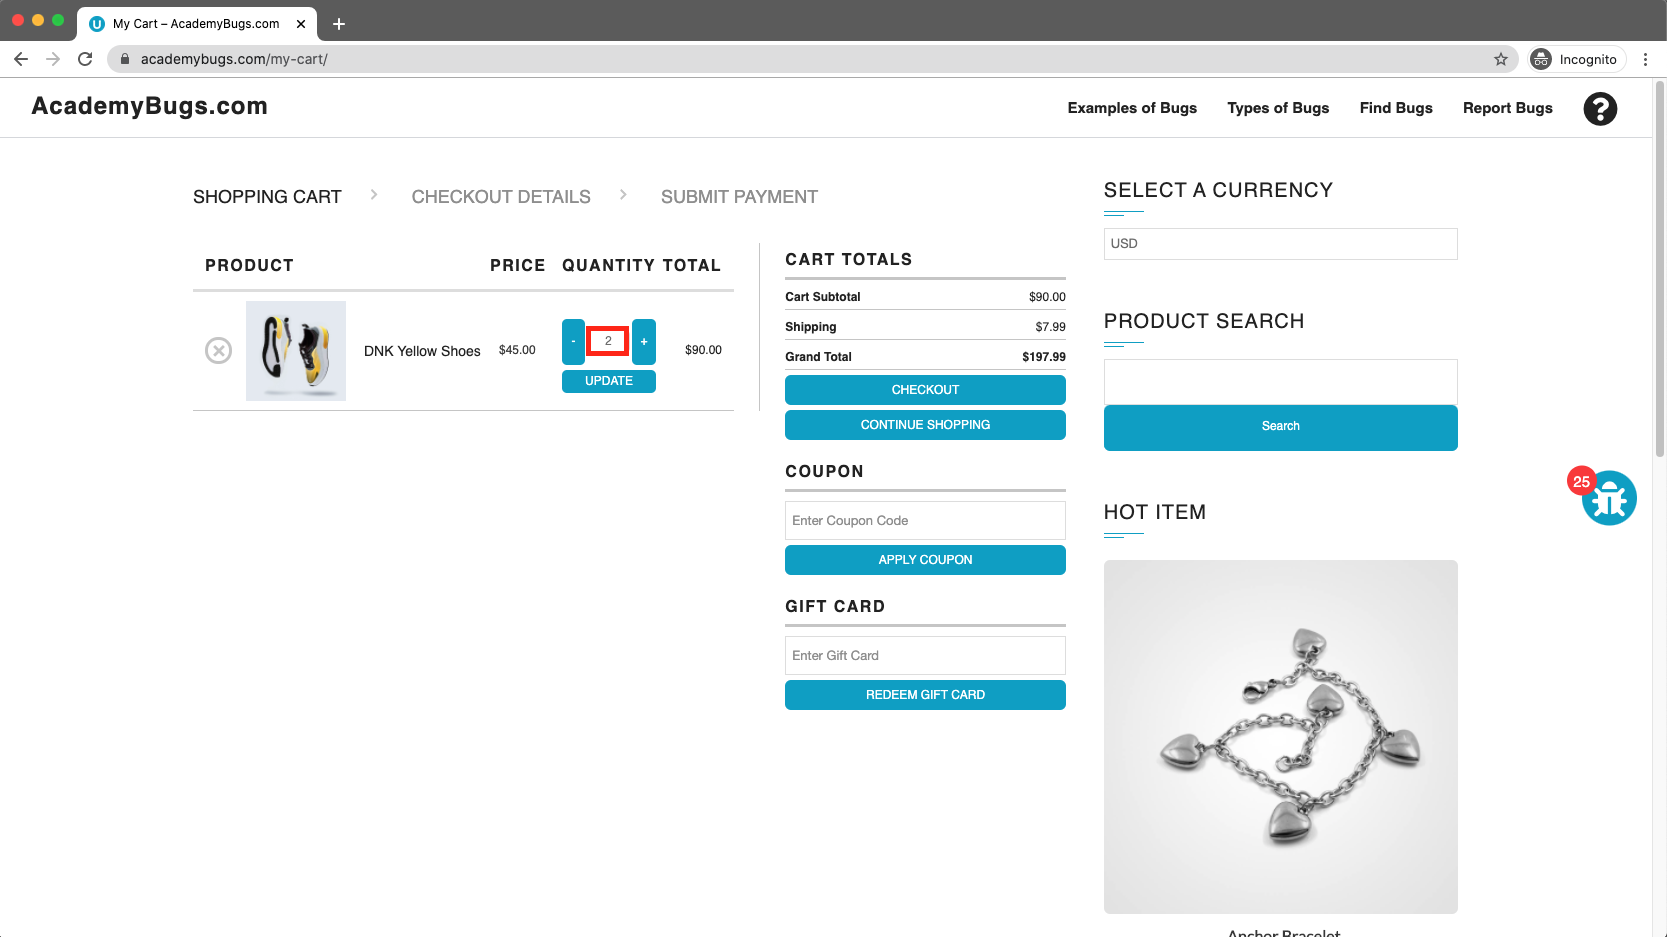 My Cart – AcademyBugs.com
academybugs.com/my-cart/
Incognito
AcademyBugs.com
Examples of Bugs
Types of Bugs
Find Bugs
Report Bugs
?
SHOPPING CART
CHECKOUT DETAILS
SUBMIT PAYMENT
PRODUCT PRICE QUANTITY TOTAL
DNK Yellow Shoes $45.00 - 2 + $90.00
UPDATE
CART TOTALS
Cart Subtotal $90.00
Shipping $7.99
Grand Total $197.99
CHECKOUT
CONTINUE SHOPPING
COUPON
Enter Coupon Code
APPLY COUPON
GIFT CARD
Enter Gift Card
REDEEM GIFT CARD
SELECT A CURRENCY
USD
PRODUCT SEARCH
Search
25
HOT ITEM
Anchor Bracelet